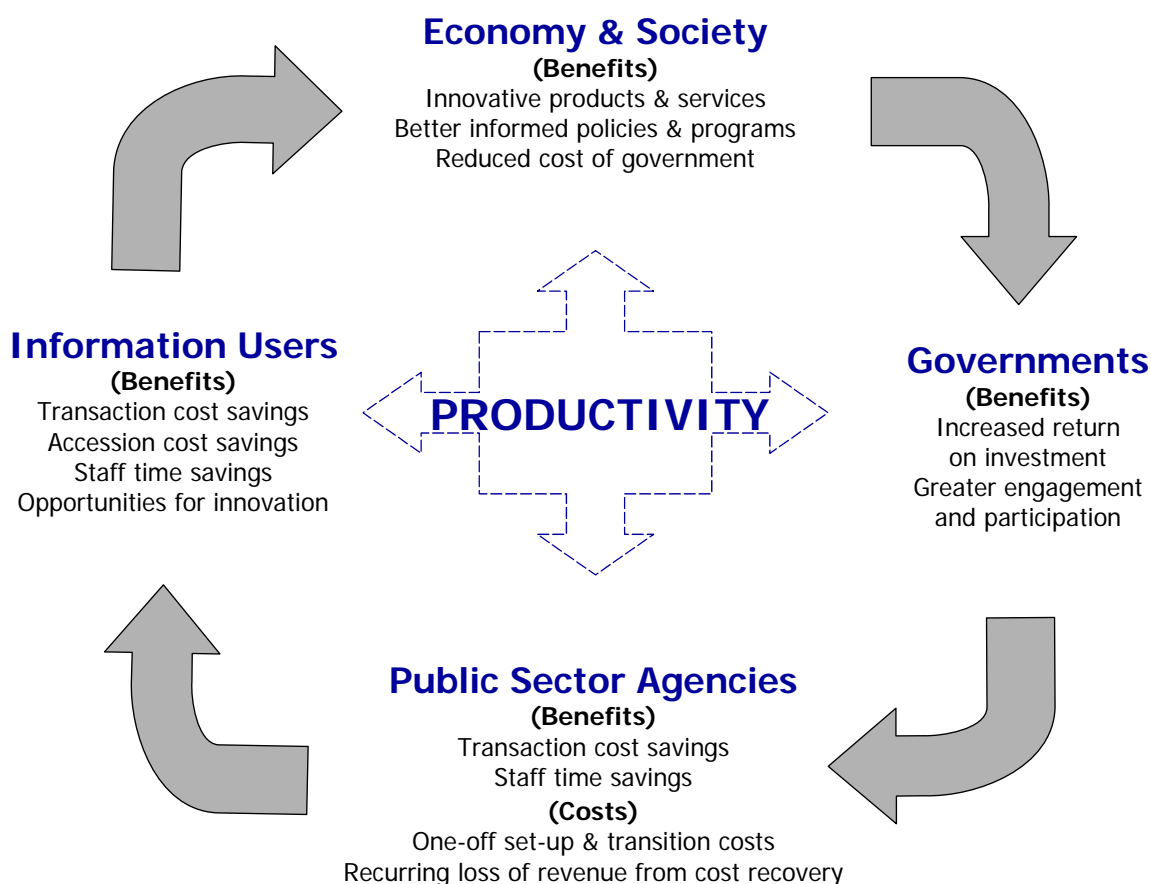 Economy & Society
(Benefits)
Innovative products & services
Better informed policies & programs
Reduced cost of government
Information Users
(Benefits)
Transaction cost savings
Accession cost savings
Staff time savings
Opportunities for innovation
PRODUCTIVITY
Governments
(Benefits)
Increased return
on investment
Greater engagement
and participation
Public Sector Agencies
(Benefits)
Transaction cost savings
Staff time savings
(Costs)
One-off set-up & transition costs
Recurring loss of revenue from cost recovery